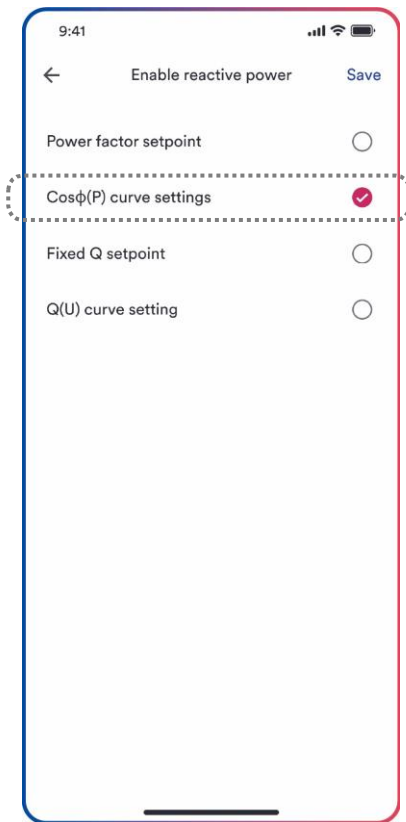 9:41
Enable reactive power
Save
Power factor setpoint
Cosϕ(P) curve settings
Fixed Q setpoint
Q(U) curve setting